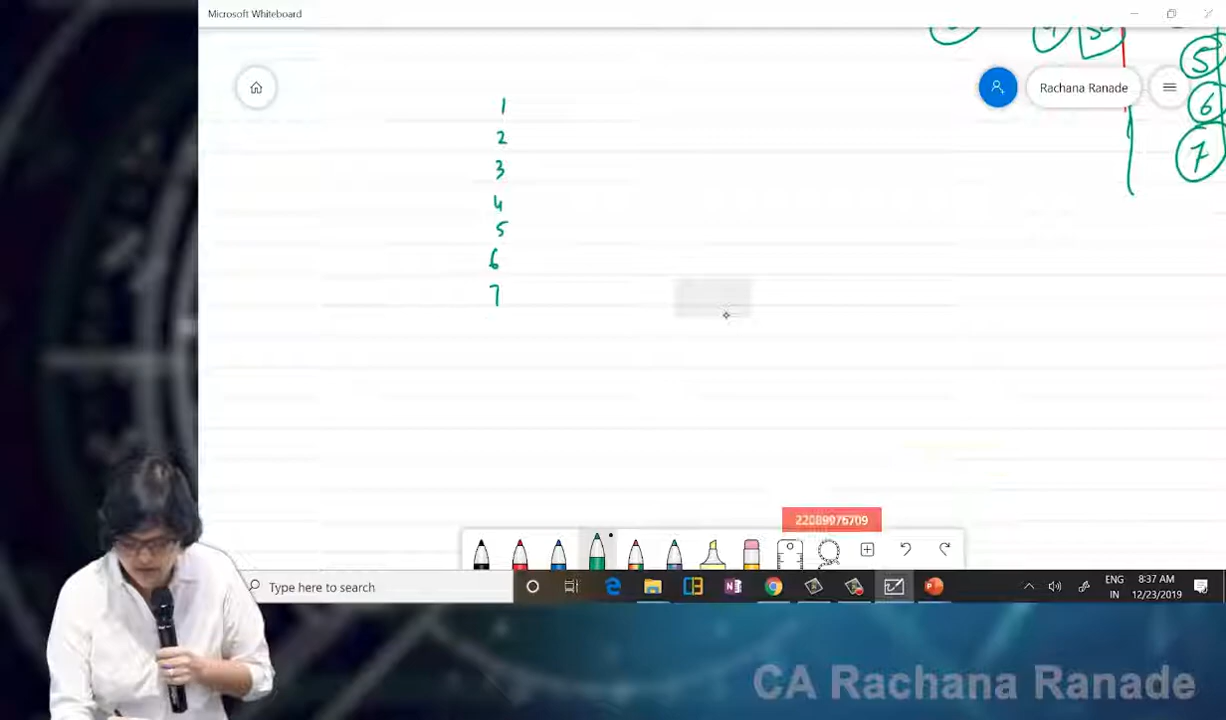 Microsoft Whiteboard
Rachana Ranade
5
6
7
1
2
3
4
5
6
7
22089976709
Type here to search
ENG
IN
8:37 AM
12/23/2019
CA Rachana Ranade